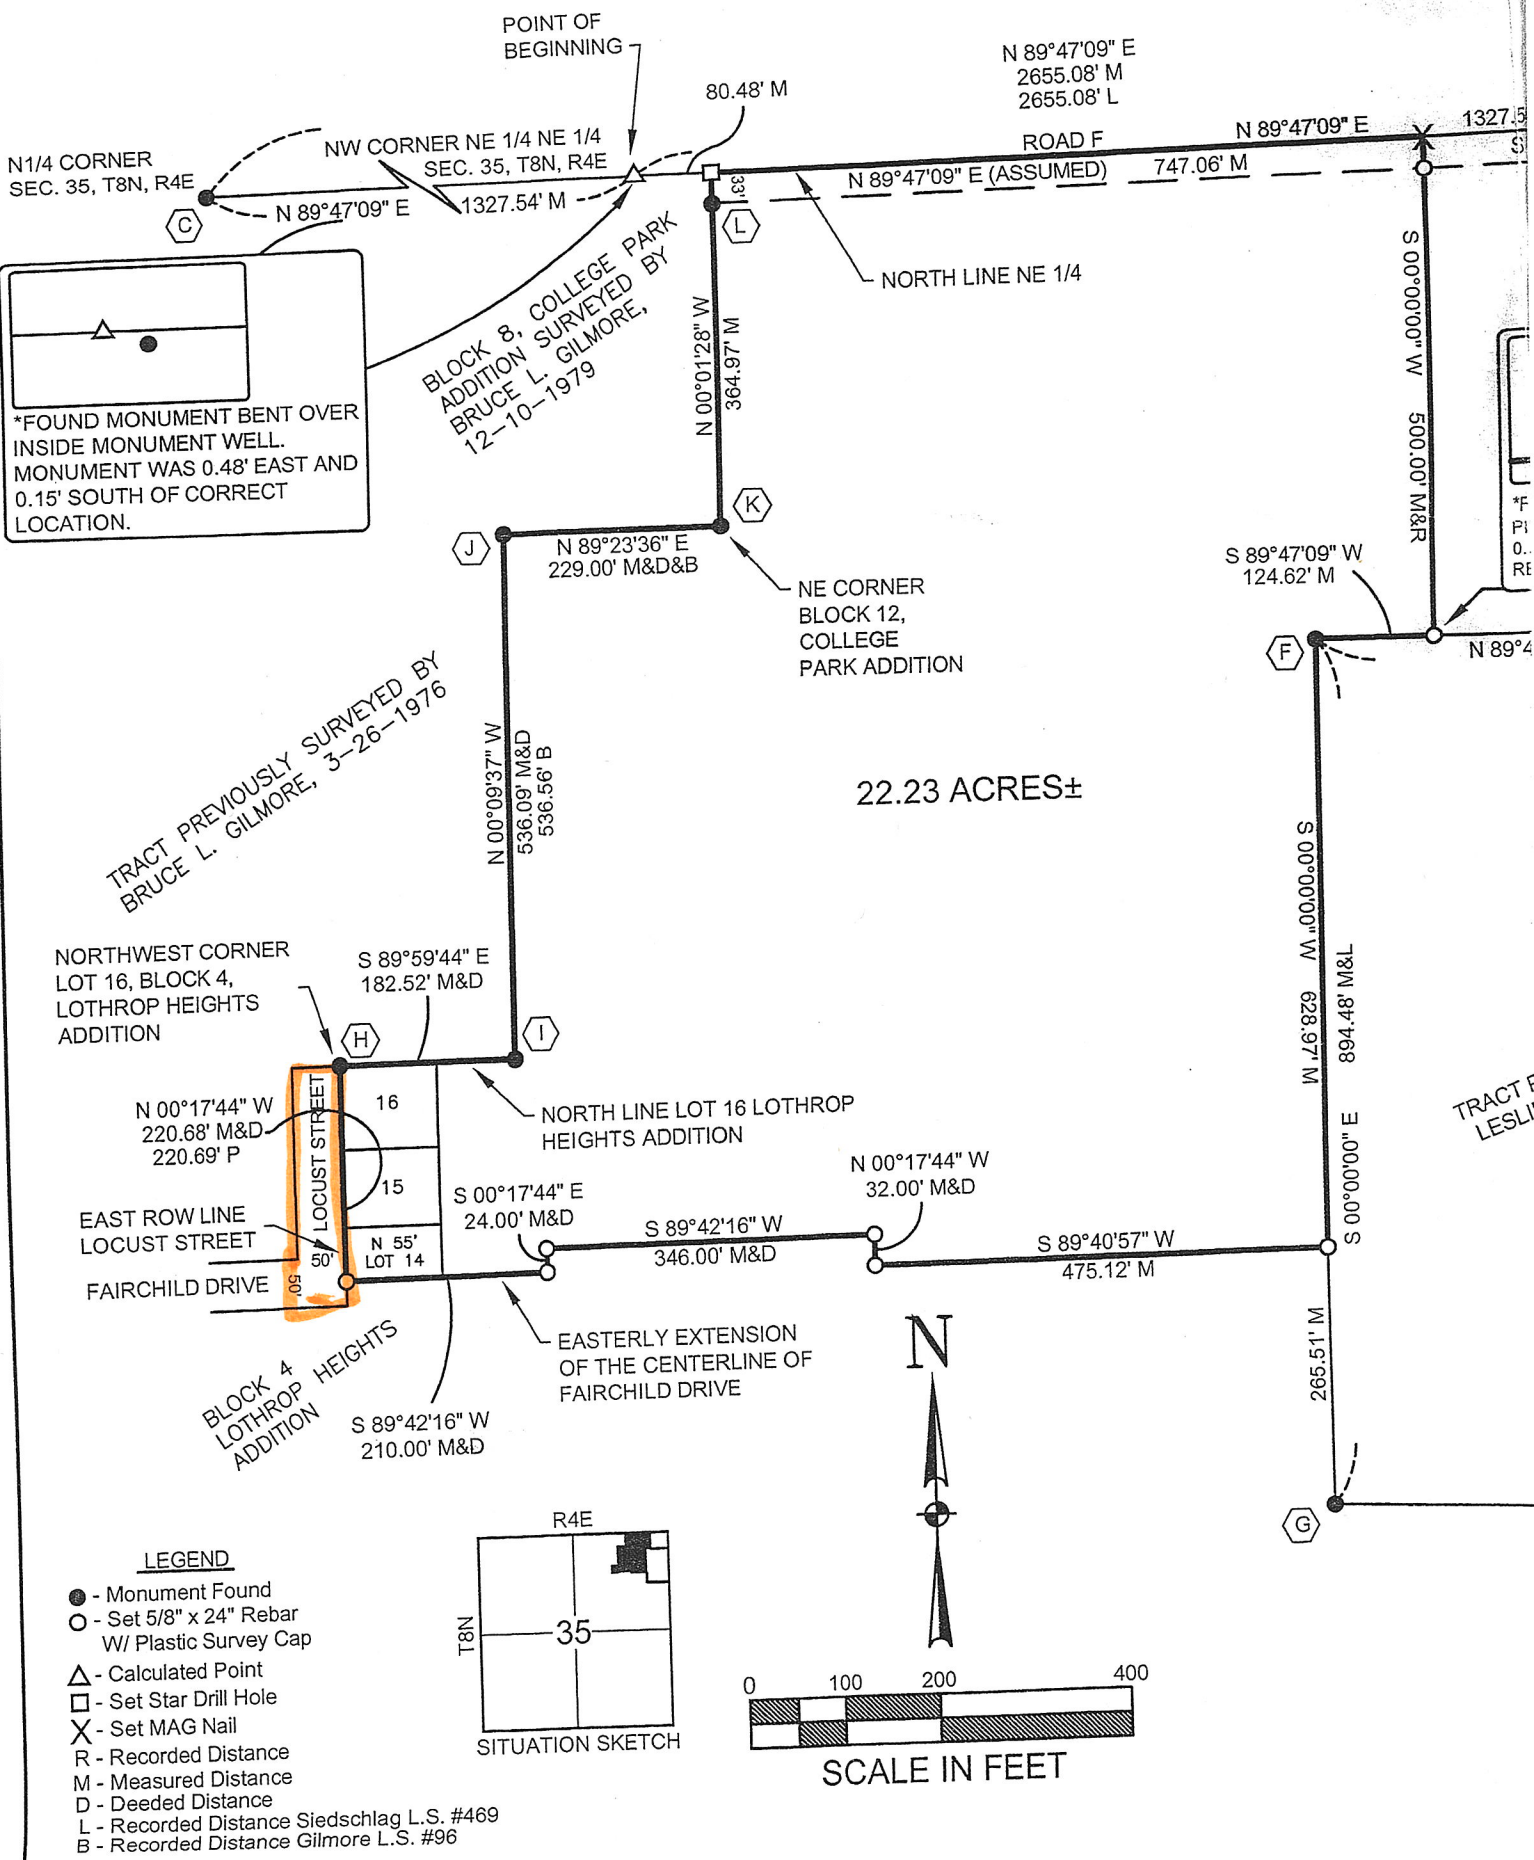 POINT OF
BEGINNING
80.48' M
N 89°47'09" E
2655.08' M
2655.08' L
N1/4 CORNER
SEC. 35, T8N, R4E
NW CORNER NE 1/4 NE 1/4
SEC. 35, T8N, R4E
ROAD F
N 89°47'09" E
1327.5
S
C
N 89°47'09" E
1327.54' M
33'
N 89°47'09" E (ASSUMED)
747.06' M
L
NORTH LINE NE 1/4
BLOCK 8, COLLEGE PARK
ADDITION SURVEYED BY
BRUCE L. GILMORE,
12-10-1979
N 00°01'28" W
364.97' M
S 00°00'00" W 500.00' M&R
*FOUND MONUMENT BENT OVER
INSIDE MONUMENT WELL.
MONUMENT WAS 0.48' EAST AND
0.15' SOUTH OF CORRECT
LOCATION.
K
J
N 89°23'36" E
229.00' M&D&B
NE CORNER
BLOCK 12,
COLLEGE
PARK ADDITION
S 89°47'09" W
124.62' M
*F
PI
0.
RE
F
N 89°4
TRACT PREVIOUSLY SURVEYED BY
BRUCE L. GILMORE, 3-26-1976
N 00°09'37" W
536.09' M&D
536.56' B
22.23 ACRES±
S 00°00'00" W 628.97' M
S 00°00'00" E 894.48' M&L
NORTHWEST CORNER
LOT 16, BLOCK 4,
LOTHROP HEIGHTS
ADDITION
S 89°59'44" E
182.52' M&D
H
I
N 00°17'44" W
220.68' M&D
220.69' P
LOCUST STREET
16
15
NORTH LINE LOT 16 LOTHROP
HEIGHTS ADDITION
TRACT
LESLI
EAST ROW LINE
LOCUST STREET
50'
N 55'
LOT 14
S 00°17'44" E
24.00' M&D
S 89°42'16" W
346.00' M&D
N 00°17'44" W
32.00' M&D
S 89°40'57" W
475.12' M
FAIRCHILD DRIVE
50'
265.51' M
BLOCK 4
LOTHROP HEIGHTS
ADDITION
EASTERLY EXTENSION
OF THE CENTERLINE OF
FAIRCHILD DRIVE
S 89°42'16" W
210.00' M&D
N
G
LEGEND
- Monument Found
- Set 5/8" x 24" Rebar
W/ Plastic Survey Cap
- Calculated Point
- Set Star Drill Hole
X - Set MAG Nail
R - Recorded Distance
M - Measured Distance
D - Deeded Distance
L - Recorded Distance Siedschlag L.S. #469
B - Recorded Distance Gilmore L.S. #96
R4E
T8N
35
SITUATION SKETCH
0 100 200 400
SCALE IN FEET